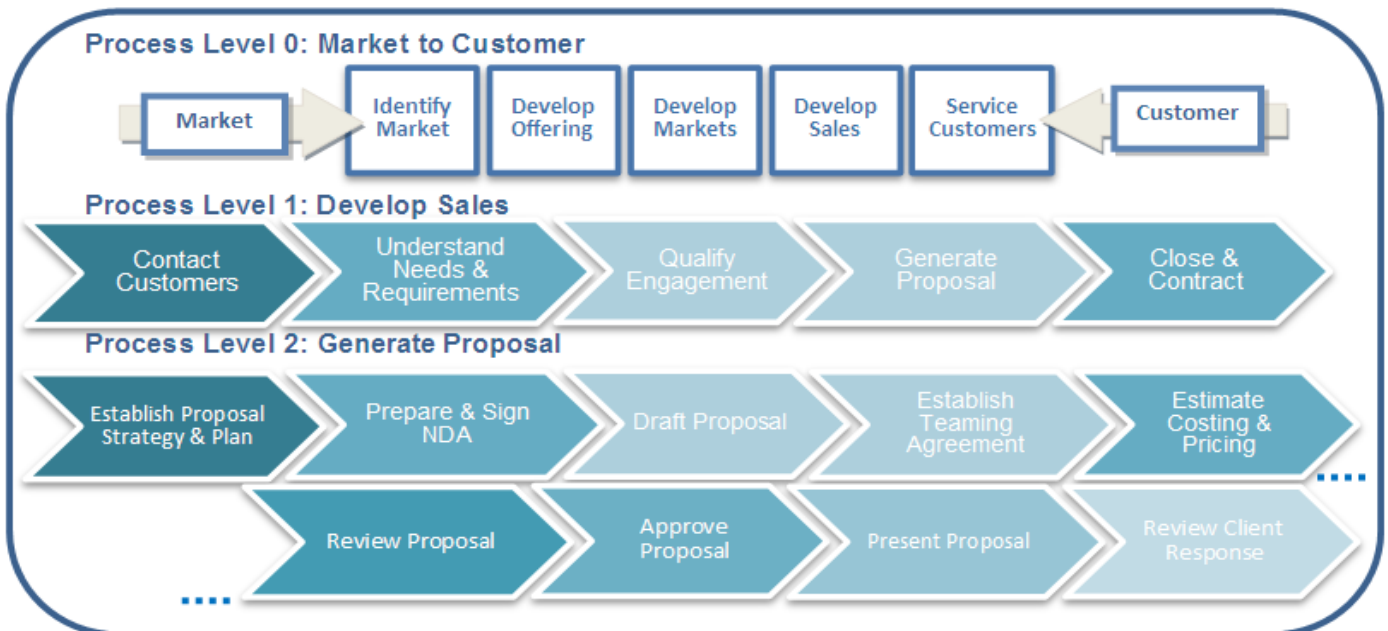 Process Level 0: Market to Customer
Market
Identify
Market
Develop
Offering
Develop
Markets
Develop
Sales
Service
Customers
Customer
Process Level 1: Develop Sales
Contact
Customers
Understand
Needs &
Requirements
Qualify
Engagement
Generate
Proposal
Close &
Contract
Process Level 2: Generate Proposal
Establish Proposal
Strategy & Plan
Prepare & Sign
NDA
Draft Proposal
Establish
Teaming
Agreement
Estimate
Costing &
Pricing
Review Proposal
Approve
Proposal
Present Proposal
Review Client
Response